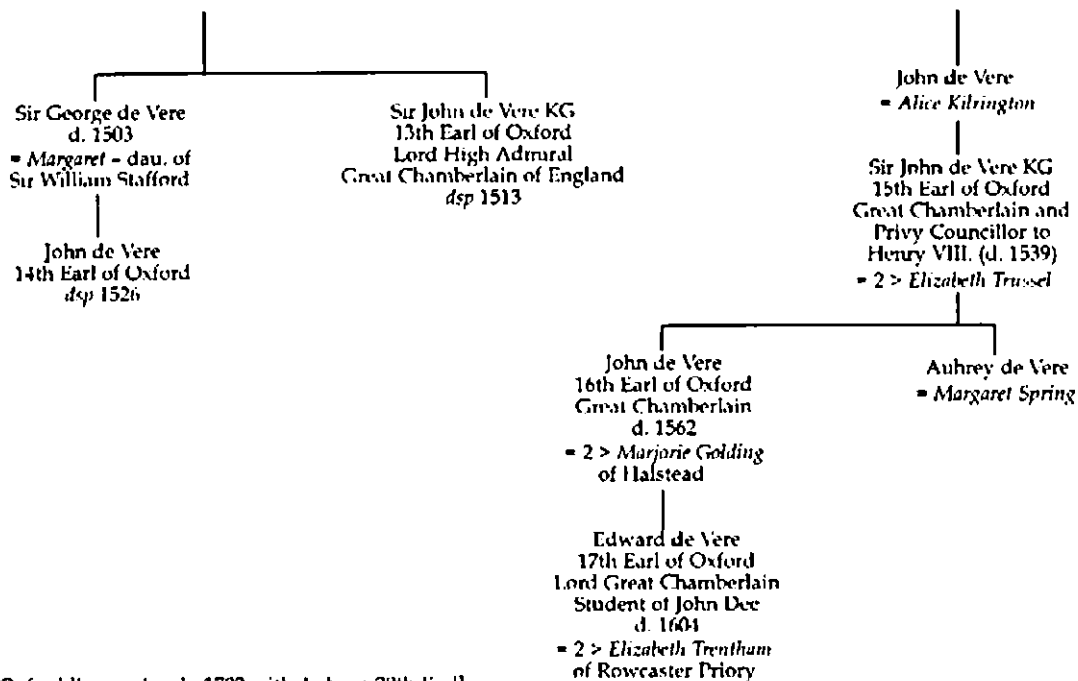 Sir George de Vere
d. 1503
= Margaret – dau. of
Sir William Stafford
John de Vere
14th Earl of Oxford
dsp 1526
Sir John de Vere KG
13th Earl of Oxford
Lord High Admiral
Great Chamberlain of England
dsp 1513
John de Vere
= Alice Kilrington
Sir John de Vere KG
15th Earl of Oxford
Great Chamberlain and
Privy Councillor to
Henry VIII. (d. 1539)
= 2 > Elizabeth Trussel
John de Vere
16th Earl of Oxford
Great Chamberlain
d. 1562
= 2 > Marjorie Golding
of Halstead
Aubrey de Vere
= Margaret Spring
Edward de Vere
17th Earl of Oxford
Lord Great Chamberlain
Student of John Dee
d. 1604
= 2 > Elizabeth Trentham
of Rowcaster Priory